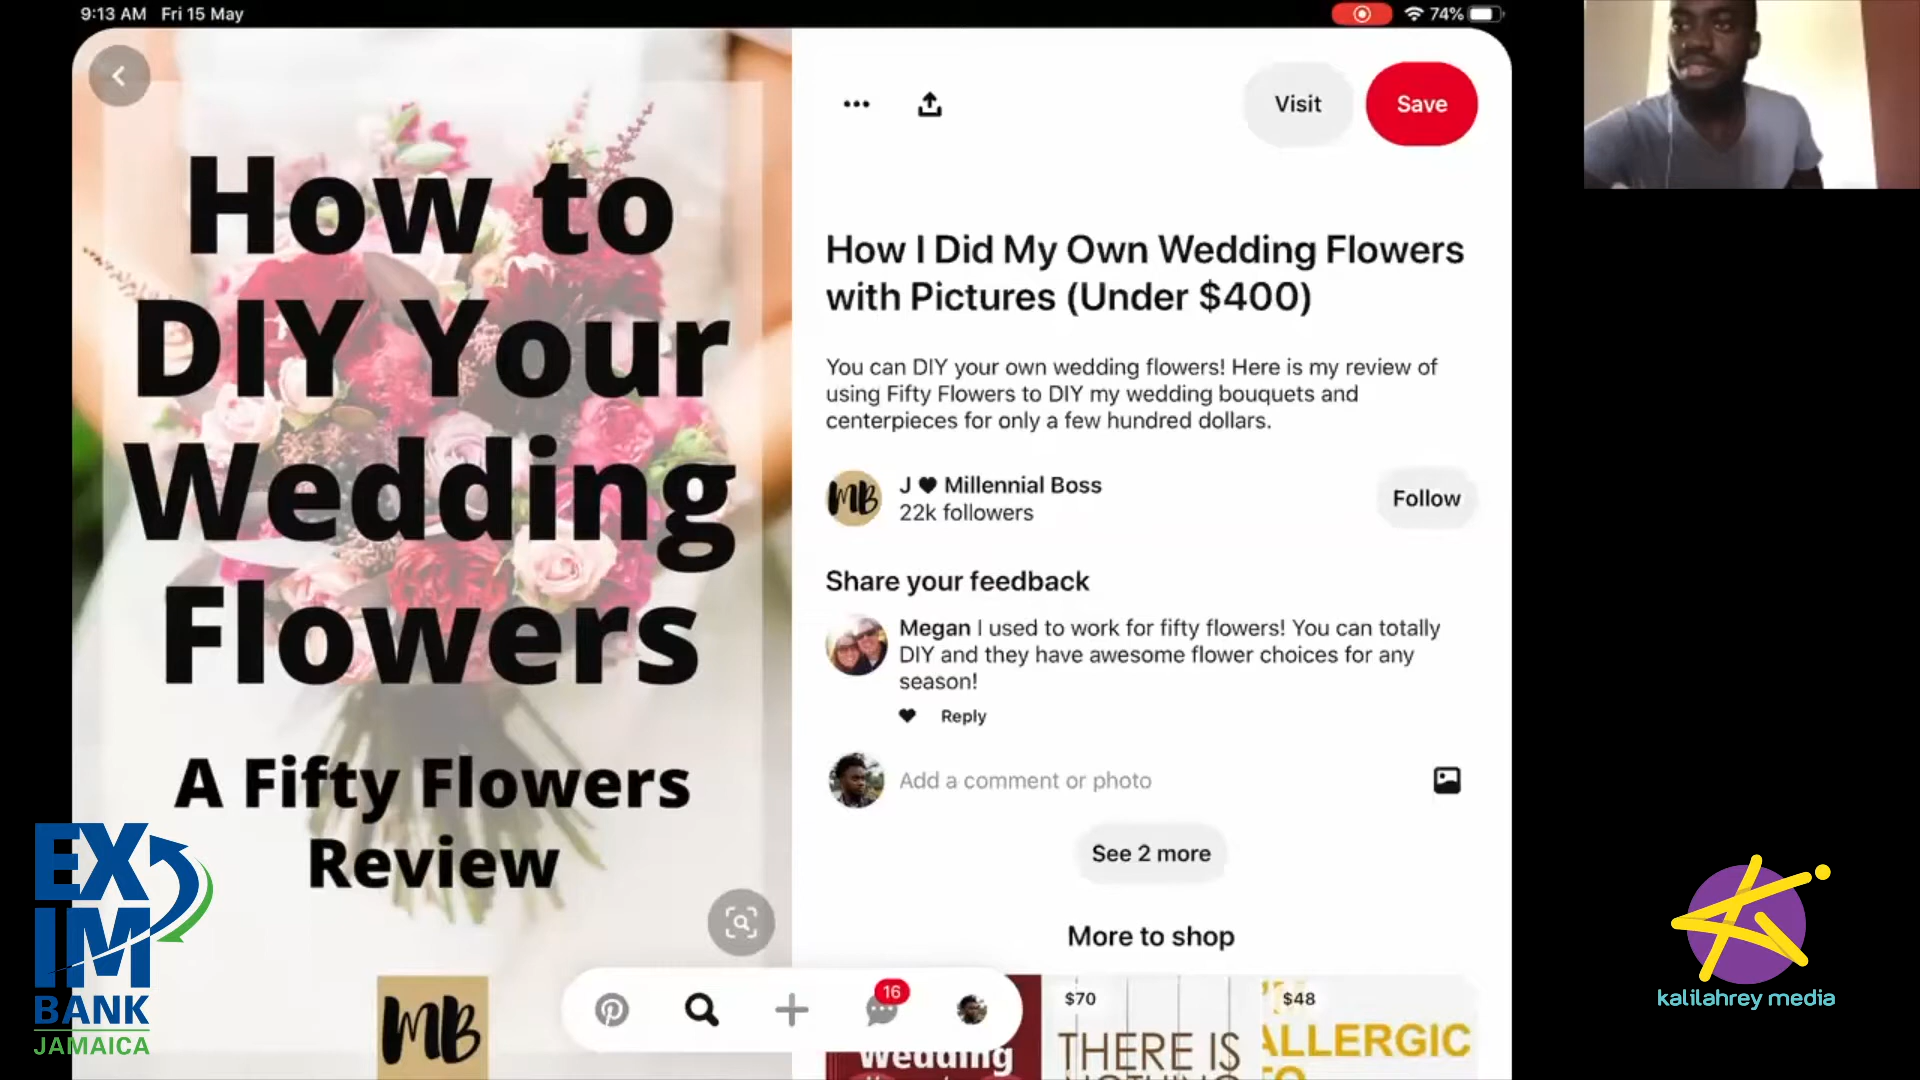 9:13 AM Fri 15 May
74%
How to
DIY Your
Wedding
Flowers
A Fifty Flowers
Review
MB
Visit
Save
How I Did My Own Wedding Flowers
with Pictures (Under $400)
You can DIY your own wedding flowers! Here is my review of
using Fifty Flowers to DIY my wedding bouquets and
centerpieces for only a few hundred dollars.
MB
J ♥ Millennial Boss
22k followers
Follow
Share your feedback
Megan I used to work for fifty flowers! You can totally
DIY and they have awesome flower choices for any
season!
Reply
Add a comment or photo
See 2 more
More to shop
16
Wedding
$70
THERE IS
NOTHING
$48
ALLERGIC
TO
EX
IM
BANK
JAMAICA
kalilahrey media